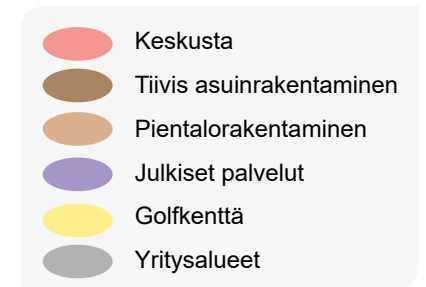 Keskusta
Tiivis asuinrakentaminen
Pientalorakentaminen
Julkiset palvelut
Golfkenttä
Yritysalueet